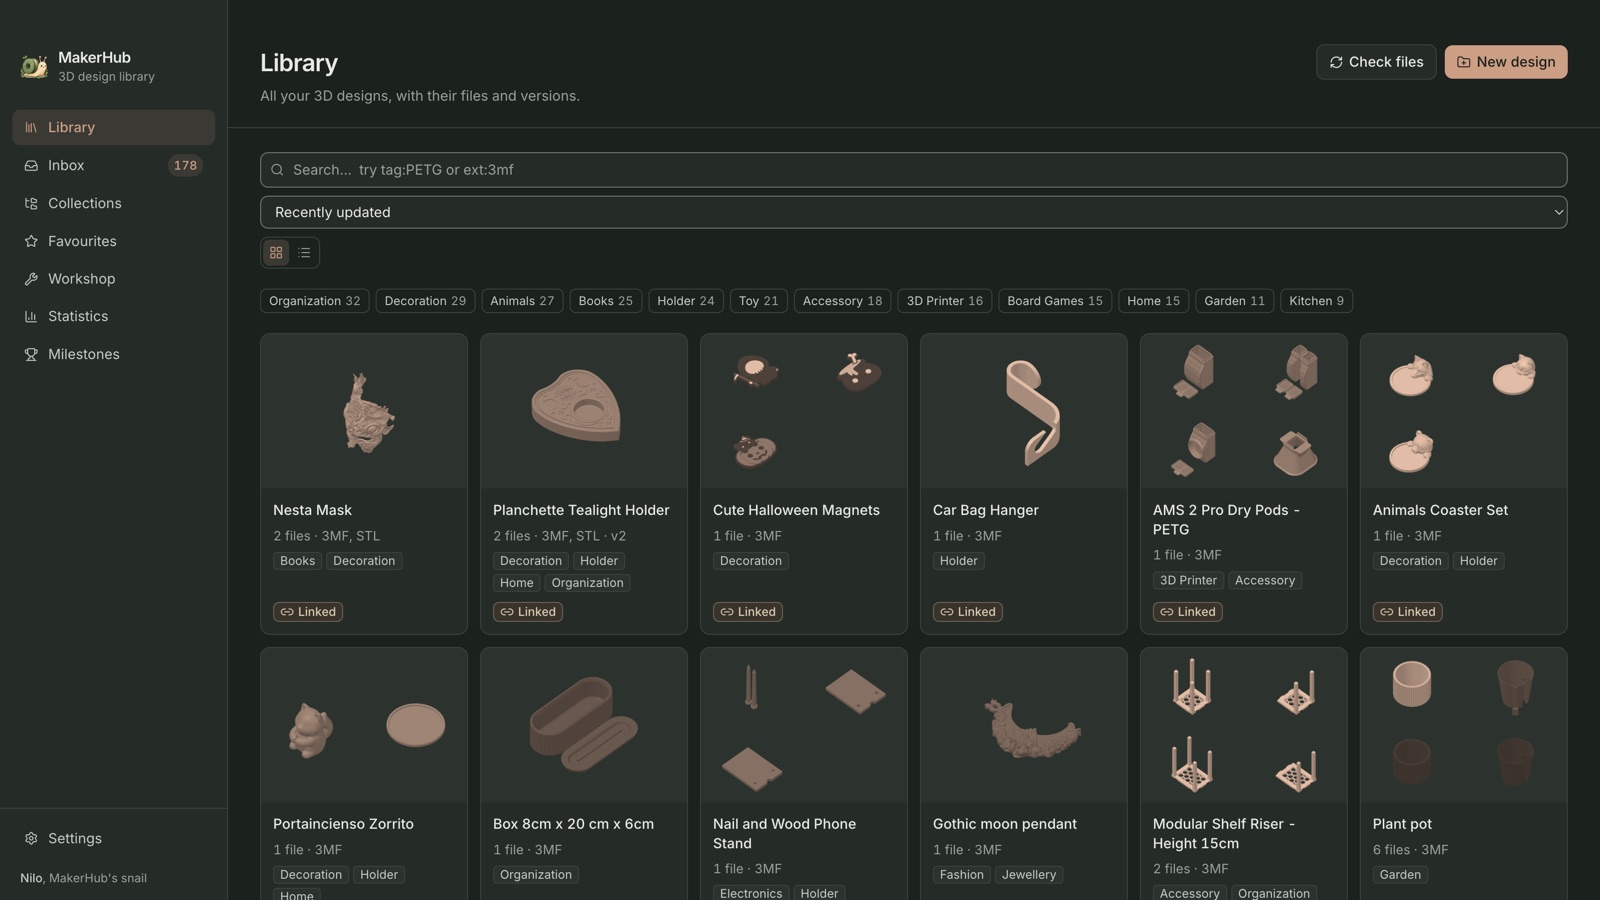 MakerHub
3D design library
Library
Inbox 178
Collections
Favourites
Workshop
Statistics
Milestones
Settings
Nilo, MakerHub's snail
Library
All your 3D designs, with their files and versions.
Check files
New design
Search... try tag:PETG or ext:3mf
Recently updated
Organization 32
Decoration 29
Animals 27
Books 25
Holder 24
Toy 21
Accessory 18
3D Printer 16
Board Games 15
Home 15
Garden 11
Kitchen 9
Nesta Mask
2 files · 3MF, STL
Books Decoration
Linked
Planchette Tealight Holder
2 files · 3MF, STL · v2
Decoration Holder
Home Organization
Linked
Cute Halloween Magnets
1 file · 3MF
Decoration
Linked
Car Bag Hanger
1 file · 3MF
Holder
Linked
AMS 2 Pro Dry Pods -
PETG
1 file · 3MF
3D Printer Accessory
Linked
Animals Coaster Set
1 file · 3MF
Decoration Holder
Linked
Portaincienso Zorrito
1 file · 3MF
Decoration Holder
Home
Box 8cm x 20 cm x 6cm
1 file · 3MF
Organization
Nail and Wood Phone
Stand
1 file · 3MF
Electronics Holder
Gothic moon pendant
1 file · 3MF
Fashion Jewellery
Modular Shelf Riser -
Height 15cm
2 files · 3MF
Accessory Organization
Plant pot
6 files · 3MF
Garden